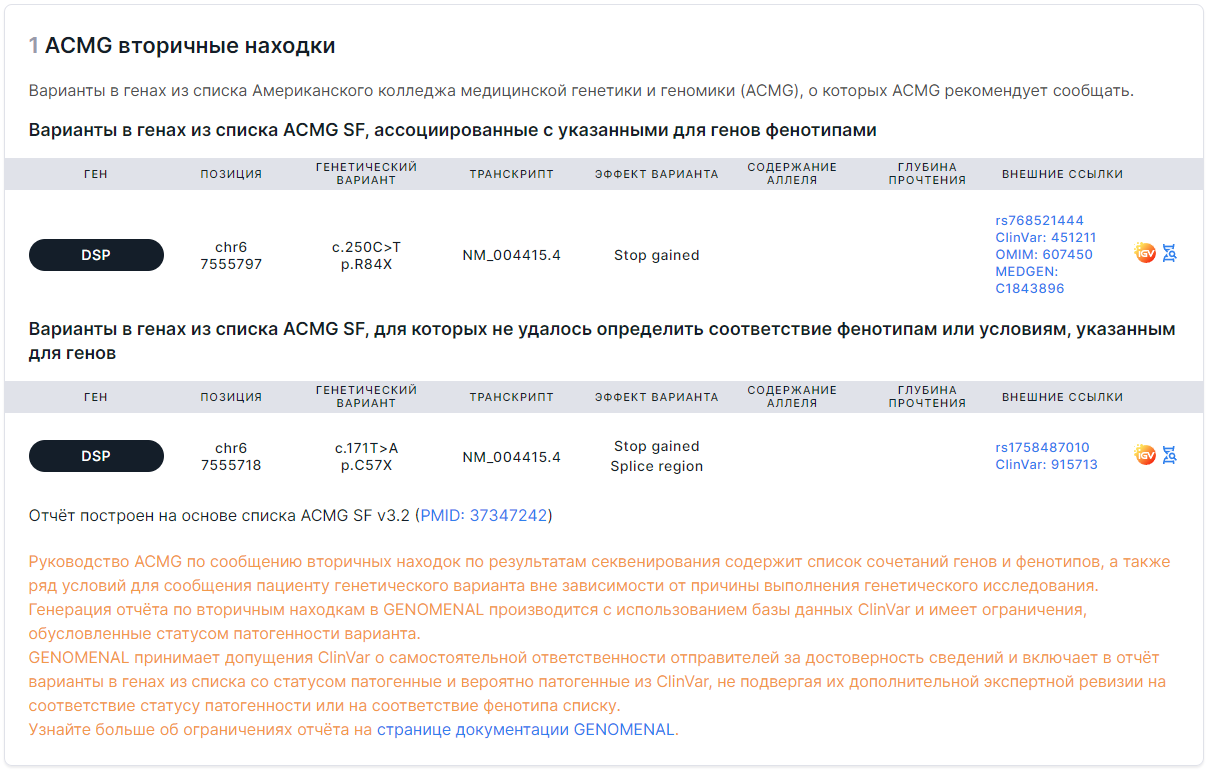 1 ACMG вторичные находки
Варианты в генах из списка Американского колледжа медицинской генетики и геномики (ACMG), о которых ACMG рекомендует сообщать.
Варианты в генах из списка ACMG SF, ассоциированные с указанными для генов фенотипами
ГЕН ПОЗИЦИЯ ГЕНЕТИЧЕСКИЙ ВАРИАНТ ТРАНСКРИПТ ЭФФЕКТ ВАРИАНТА СОДЕРЖАНИЕ АЛЛЕЛЯ ГЛУБИНА ПРОЧТЕНИЯ ВНЕШНИЕ ССЫЛКИ
DSP
chr6
7555797
c.250C>T
p.R84X
NM_004415.4
Stop gained
rs768521444
ClinVar: 451211
OMIM: 607450
MEDGEN:
C1843896
IGV
Варианты в генах из списка ACMG SF, для которых не удалось определить соответствие фенотипам или условиям, указанным
для генов
ГЕН ПОЗИЦИЯ ГЕНЕТИЧЕСКИЙ ВАРИАНТ ТРАНСКРИПТ ЭФФЕКТ ВАРИАНТА СОДЕРЖАНИЕ АЛЛЕЛЯ ГЛУБИНА ПРОЧТЕНИЯ ВНЕШНИЕ ССЫЛКИ
DSP
chr6
7555718
c.171T>A
p.C57X
NM_004415.4
Stop gained
Splice region
rs1758487010
ClinVar: 915713
IGV
Отчёт построен на основе списка ACMG SF v3.2 (PMID: 37347242)
Руководство ACMG по сообщению вторичных находок по результатам секвенирования содержит список сочетаний генов и фенотипов, а также
ряд условий для сообщения пациенту генетического варианта вне зависимости от причины выполнения генетического исследования.
Генерация отчёта по вторичным находкам в GENOMENAL производится с использованием базы данных ClinVar и имеет ограничения,
обусловленные статусом патогенности варианта.
GENOMENAL принимает допущения ClinVar о самостоятельной ответственности отправителей за достоверность сведений и включает в отчёт
варианты в генах из списка со статусом патогенные и вероятно патогенные из ClinVar, не подвергая их дополнительной экспертной ревизии на
соответствие статусу патогенности или на соответствие фенотипа списку.
Узнайте больше об ограничениях отчёта на странице документации GENOMENAL.